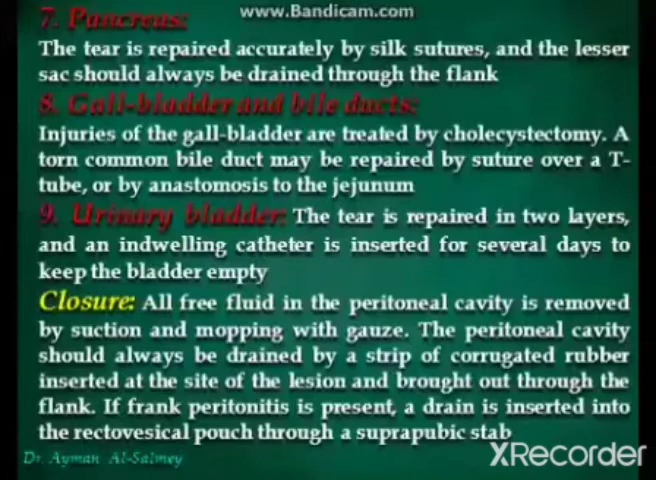 www.Bandicam.com
7. Pancreas:
The tear is repaired accurately by silk sutures, and the lesser
sac should always be drained through the flank
8. Gall-bladder and bile ducts:
Injuries of the gall-bladder are treated by cholecystectomy. A
torn common bile duct may be repaired by suture over a T-
tube, or by anastomosis to the jejunum
9. Urinary bladder: The tear is repaired in two layers,
and an indwelling catheter is inserted for several days to
keep the bladder empty
Closure: All free fluid in the peritoneal cavity is removed
by suction and mopping with gauze. The peritoneal cavity
should always be drained by a strip of corrugated rubber
inserted at the site of the lesion and brought out through the
flank. If frank peritonitis is present, a drain is inserted into
the rectovesical pouch through a suprapubic stab
Dr. Ayman Al-Salmey
XRecorder